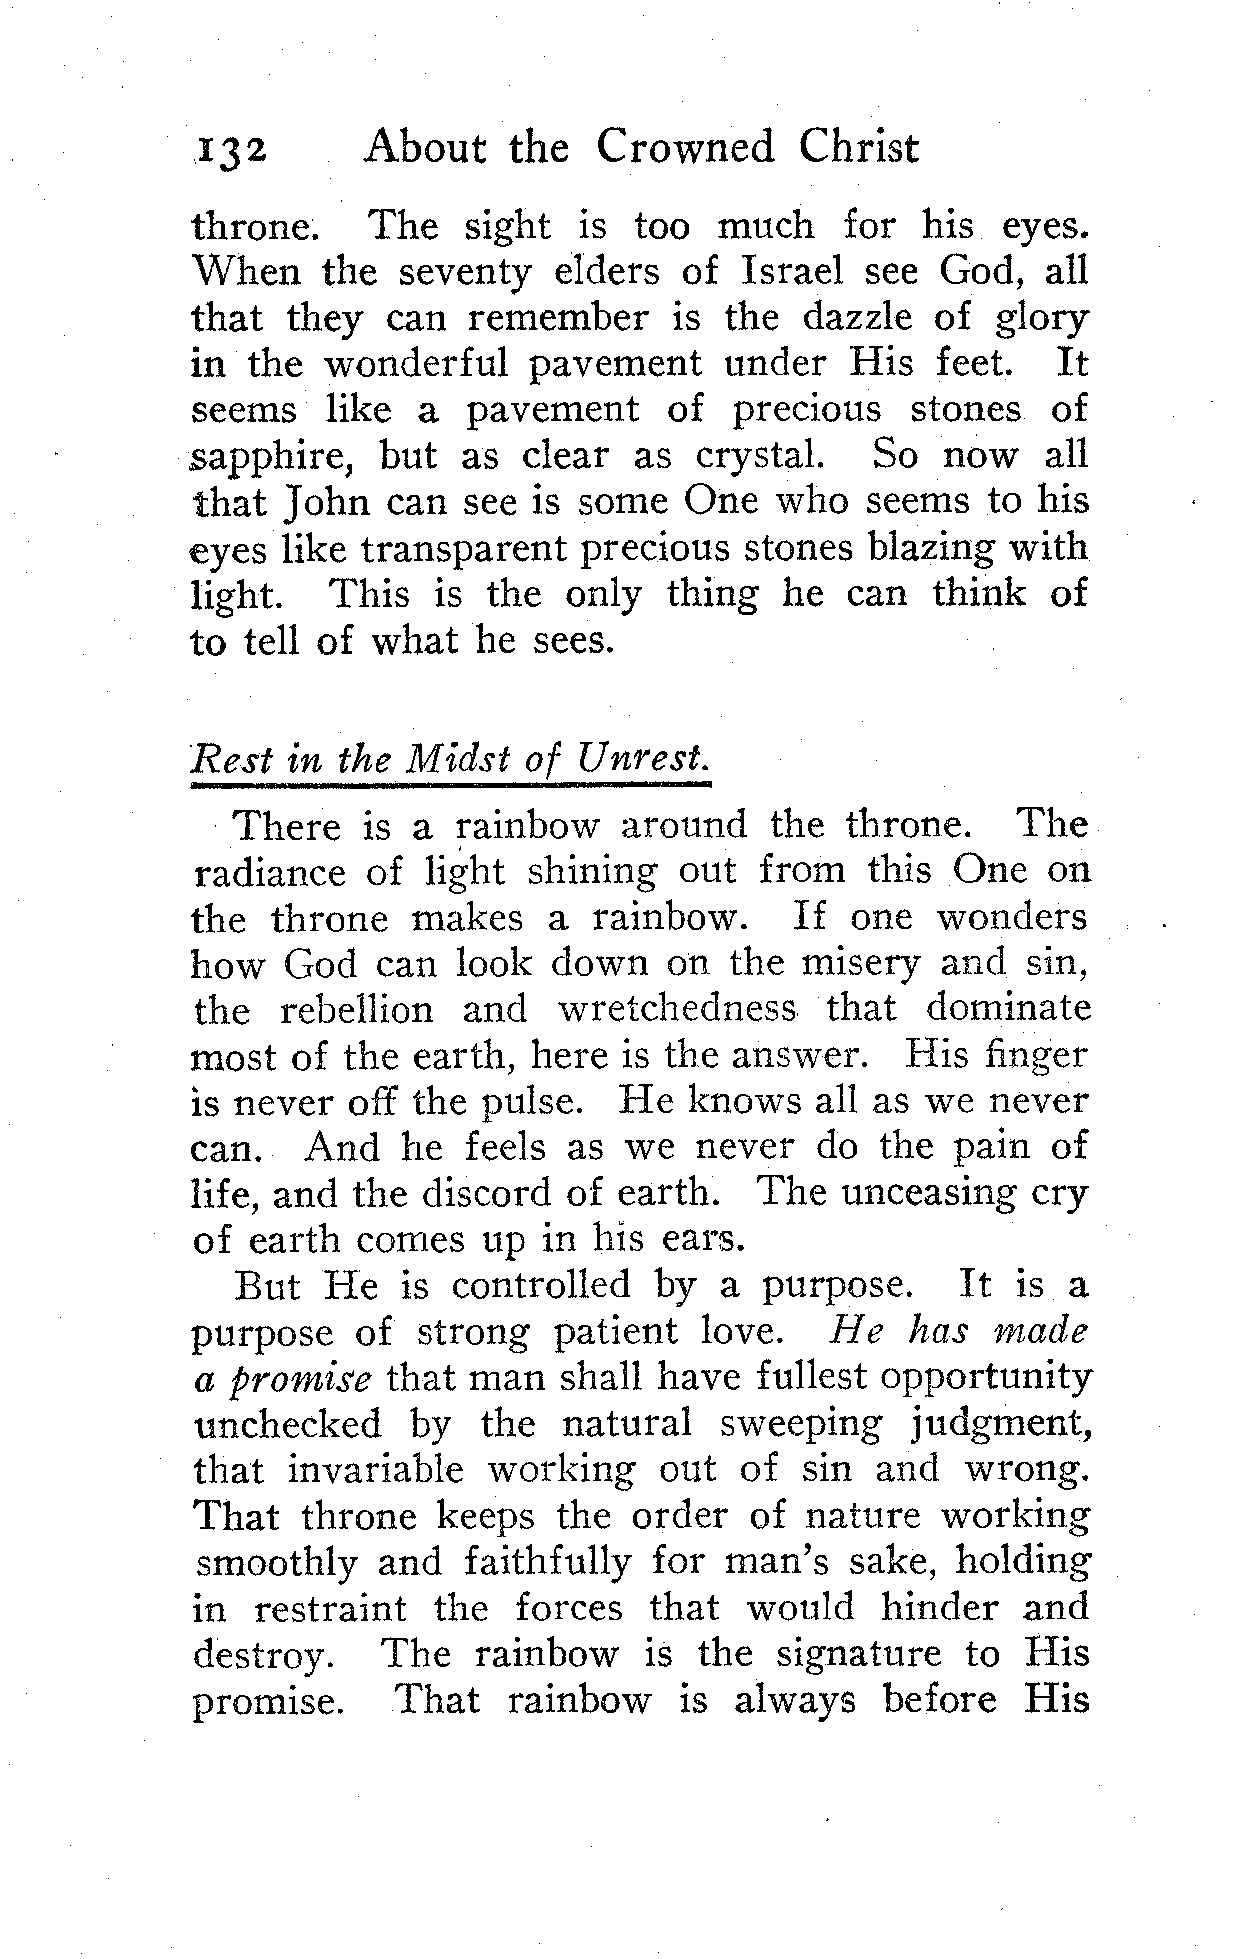 132 About the Crowned Christ
throne. The sight is too much for his eyes.
When the seventy elders of Israel see God, all
that they can remember is the dazzle of glory
in the wonderful pavement under His feet. It
seems like a pavement of precious stones of
sapphire, but as clear as crystal. So now all
that John can see is some One who seems to his
eyes like transparent precious stones blazing with
light. This is the only thing he can think of
to tell of what he sees.
Rest in the Midst of Unrest.
There is a rainbow around the throne. The
radiance of light shining out from this One on
the throne makes a rainbow. If one wonders
how God can look down on the misery and sin,
the rebellion and wretchedness that dominate
most of the earth, here is the answer. His finger
is never off the pulse. He knows all as we never
can. And he feels as we never do the pain of
life, and the discord of earth. The unceasing cry
of earth comes up in his ears.
But He is controlled by a purpose. It is a
purpose of strong patient love. He has made
a promise that man shall have fullest opportunity
unchecked by the natural sweeping judgment,
that invariable working out of sin and wrong.
That throne keeps the order of nature working
smoothly and faithfully for man's sake, holding
in restraint the forces that would hinder and
destroy. The rainbow is the signature to His
promise. That rainbow is always before His